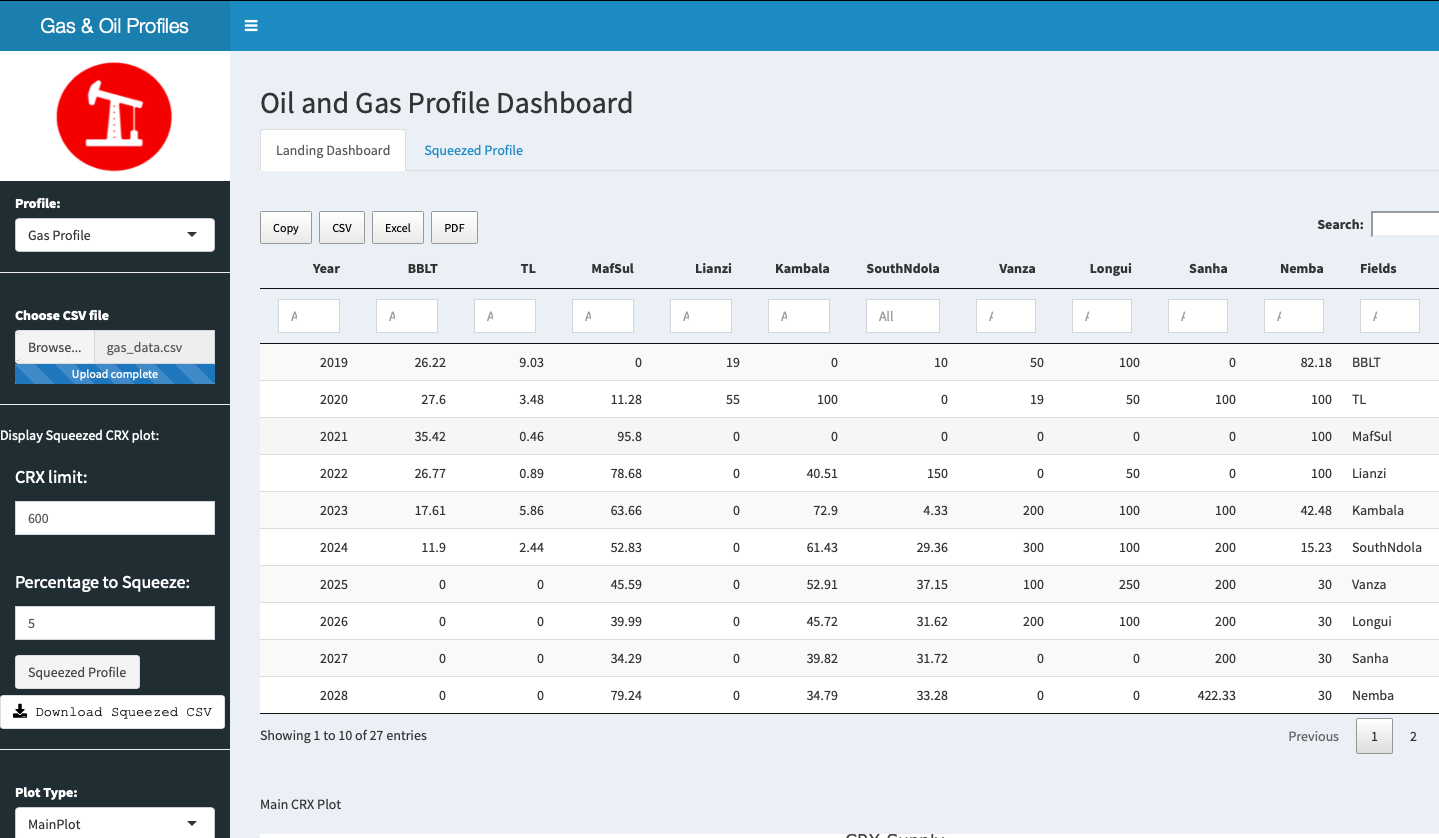 Gas & Oil Profiles
Oil and Gas Profile Dashboard
Landing Dashboard Squeezed Profile
Profile:
Gas Profile
Choose CSV file
Browse... gas_data.csv
Upload complete
Display Squeezed CRX plot:
CRX limit:
600
Percentage to Squeeze:
5
Squeezed Profile
Download Squeezed CSV
Plot Type:
MainPlot
Copy CSV Excel PDF
Search:
Year BBLT TL MafSul Lianzi Kambala SouthNdola Vanza Longui Sanha Nemba Fields
All
2019 26.22 9.03 0 19 0 10 50 100 0 82.18 BBLT
2020 27.6 3.48 11.28 55 100 0 19 50 100 100 TL
2021 35.42 0.46 95.8 0 0 0 0 0 0 100 MafSul
2022 26.77 0.89 78.68 0 40.51 150 0 50 0 100 Lianzi
2023 17.61 5.86 63.66 0 72.9 4.33 200 100 100 42.48 Kambala
2024 11.9 2.44 52.83 0 61.43 29.36 300 100 200 15.23 SouthNdola
2025 0 0 45.59 0 52.91 37.15 100 250 200 30 Vanza
2026 0 0 39.99 0 45.72 31.62 200 100 200 30 Longui
2027 0 0 34.29 0 39.82 31.72 0 0 200 30 Sanha
2028 0 0 79.24 0 34.79 33.28 0 0 422.33 30 Nemba
Showing 1 to 10 of 27 entries
Previous 1 2
Main CRX Plot